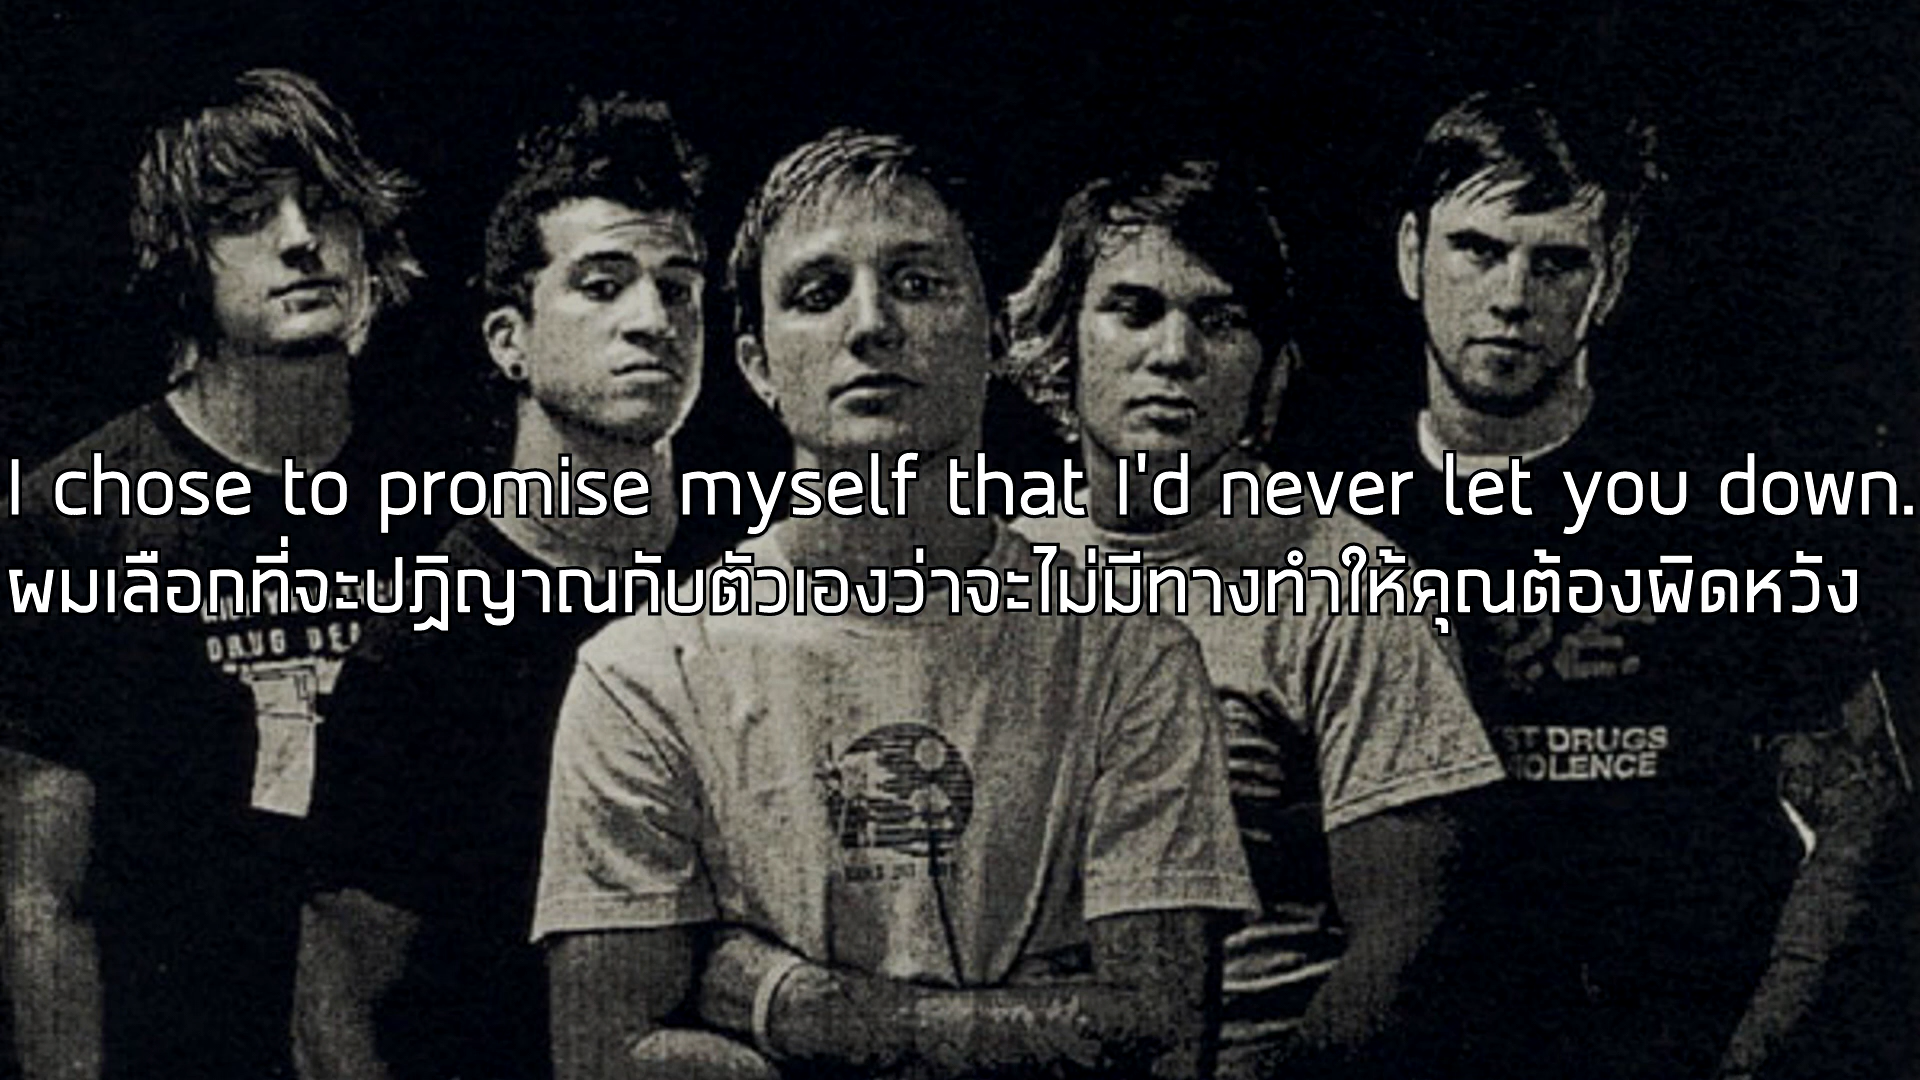 I chose to promise myself that I'd never let you down.
ผมเลือกที่จะปฏิญาณกับตัวเองว่าจะไม่มีทางทำให้คุณต้องผิดหวัง
DRUG
DRUGS